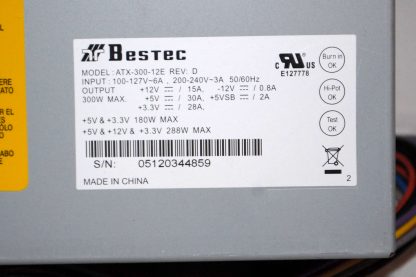 Bestec
MODEL: ATX-300-12E REV: D
INPUT: 100-127V~6A , 200-240V~3A 50/60Hz
OUTPUT +12V ⎓ / 15A, -12V ⎓ / 0.8A
300W MAX. +5V ⎓ / 30A, +5VSB ⎓ / 2A
+3.3V ⎓ / 28A,
+5V & +3.3V 180W MAX
+5V & +12V & +3.3V 288W MAX.
S/N: 05120344859
MADE IN CHINA
c RU US
E127778
Burn in
OK
Hi-Pot
OK
Test
OK
2